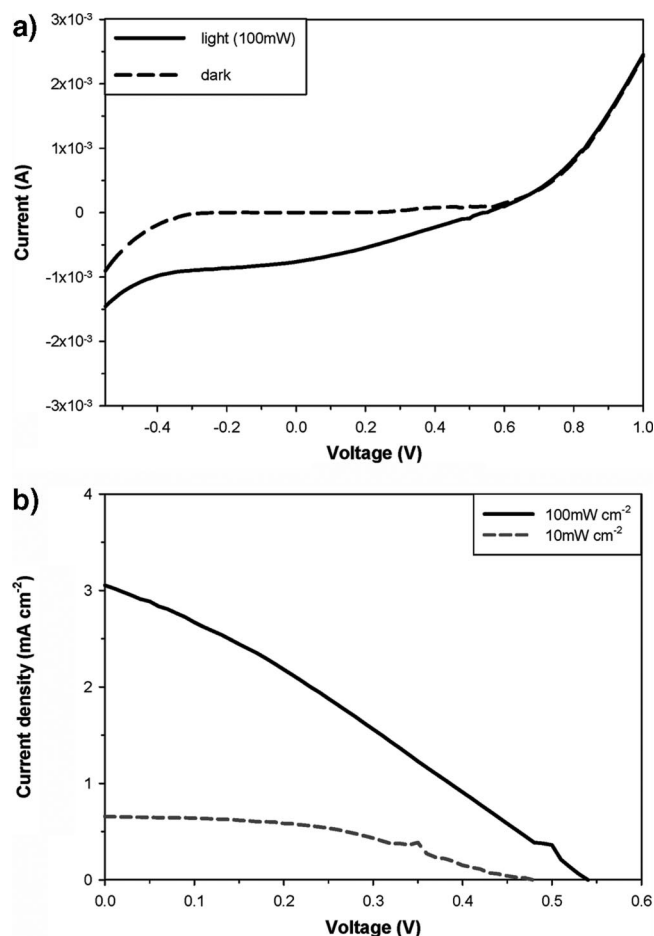 a)
3x10⁻³
light (100mW)
dark
2x10⁻³
1x10⁻³
0
-1x10⁻³
-2x10⁻³
-3x10⁻³
Current (A)
-0.4 -0.2 0.0 0.2 0.4 0.6 0.8 1.0
Voltage (V)
b)
4
100mW cm⁻²
10mW cm⁻²
3
2
1
0
Current density (mA cm⁻²)
0.0 0.1 0.2 0.3 0.4 0.5 0.6
Voltage (V)